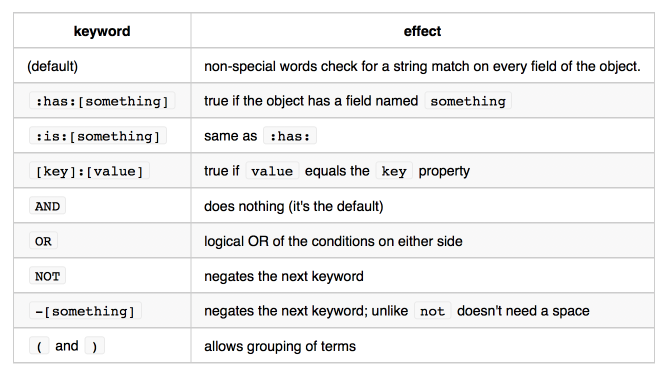 keyword effect
(default) non-special words check for a string match on every field of the object.
:has:[something] true if the object has a field named something
:is:[something] same as :has:
[key]:[value] true if value equals the key property
AND does nothing (it's the default)
OR logical OR of the conditions on either side
NOT negates the next keyword
-[something] negates the next keyword; unlike not doesn't need a space
( and ) allows grouping of terms